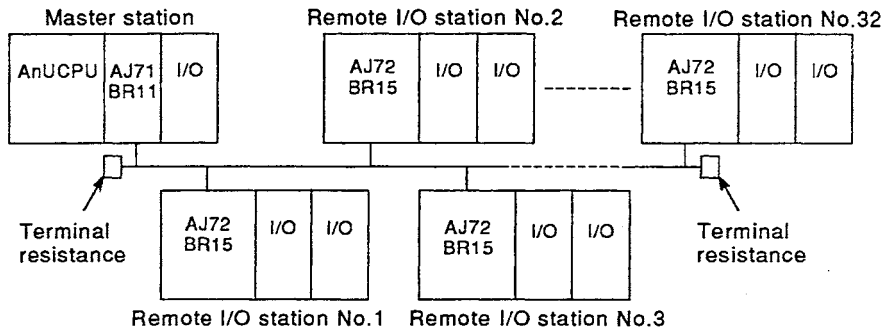 Master station
Remote I/O station No.2
Remote I/O station No.32
AnUCPU
AJ71
BR11
I/O
AJ72
BR15
I/O
I/O
AJ72
BR15
I/O
I/O
Terminal
resistance
AJ72
BR15
I/O
I/O
AJ72
BR15
I/O
I/O
Terminal
resistance
Remote I/O station No.1
Remote I/O station No.3